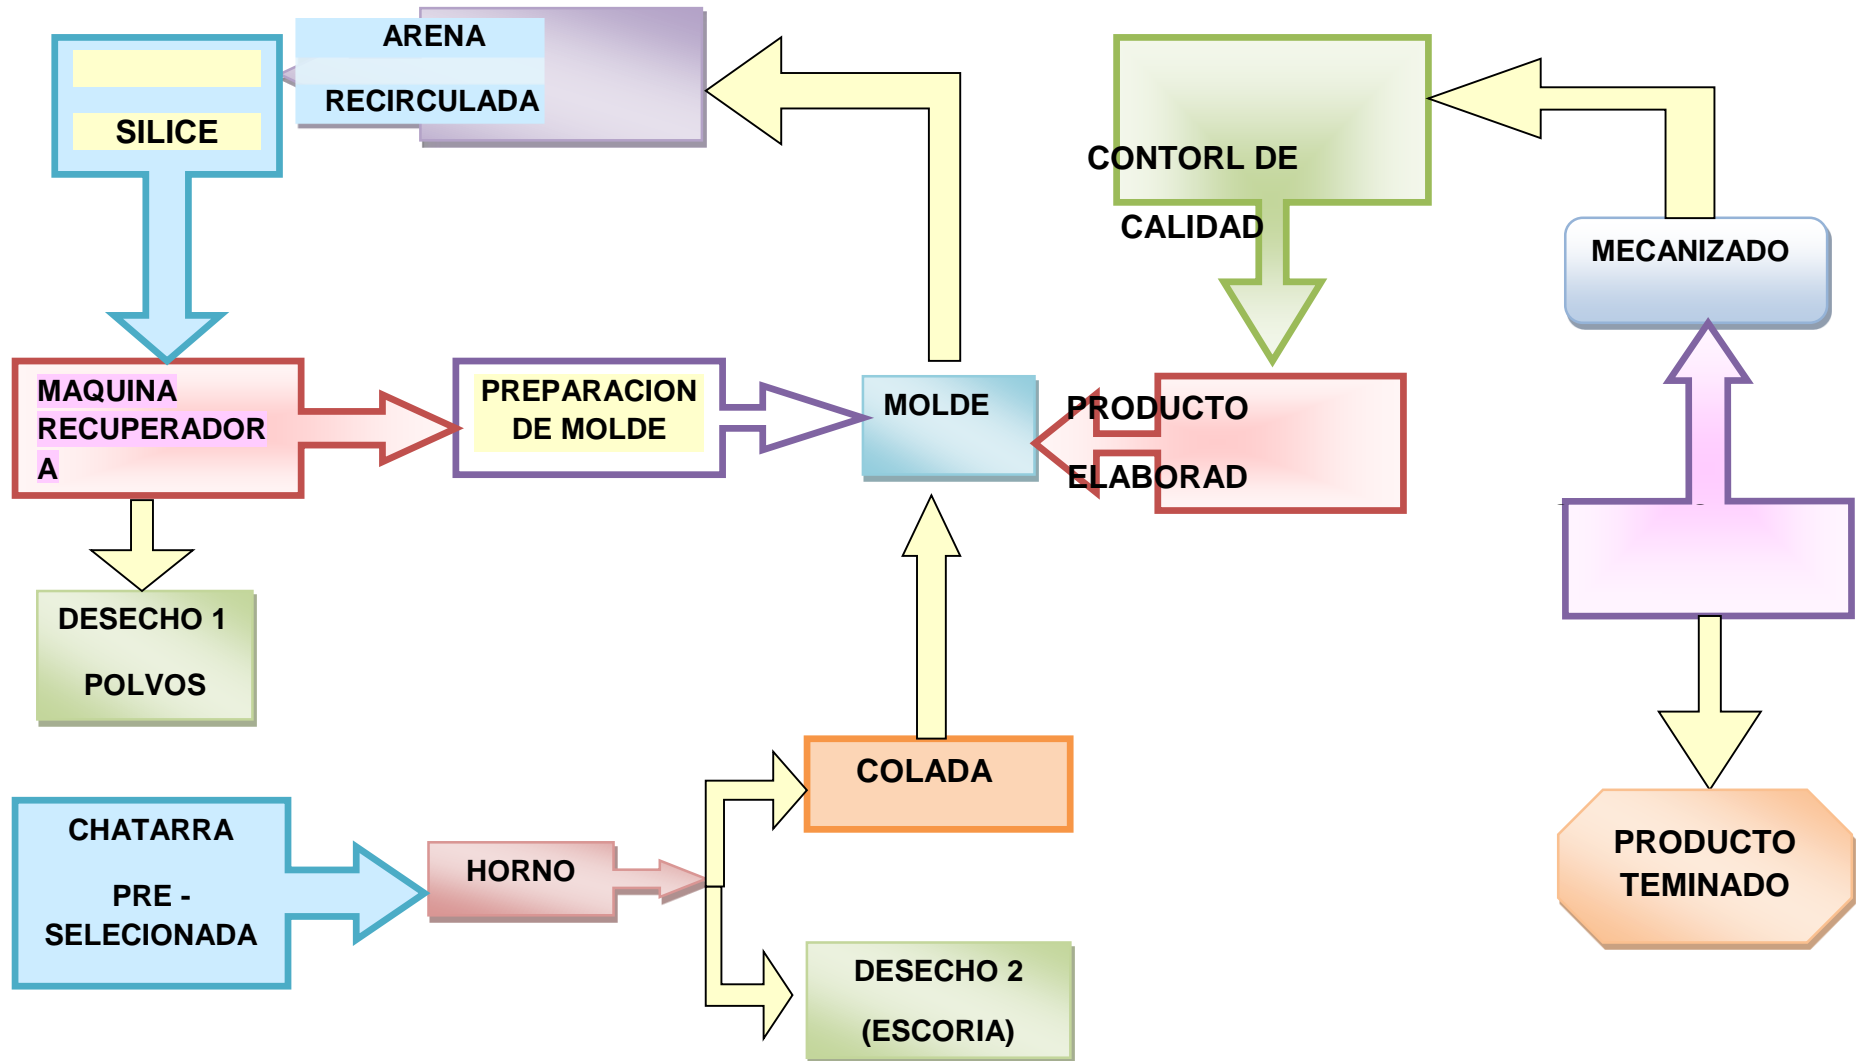 ARENA
RECIRCULADA
SILICE
CONTORL DE
CALIDAD
MECANIZADO
MAQUINA
RECUPERADOR
A
PREPARACION
DE MOLDE
MOLDE
PRODUCTO
ELABORAD
DESECHO 1
POLVOS
COLADA
CHATARRA
PRE -
SELECIONADA
HORNO
PRODUCTO
TEMINADO
DESECHO 2
(ESCORIA)